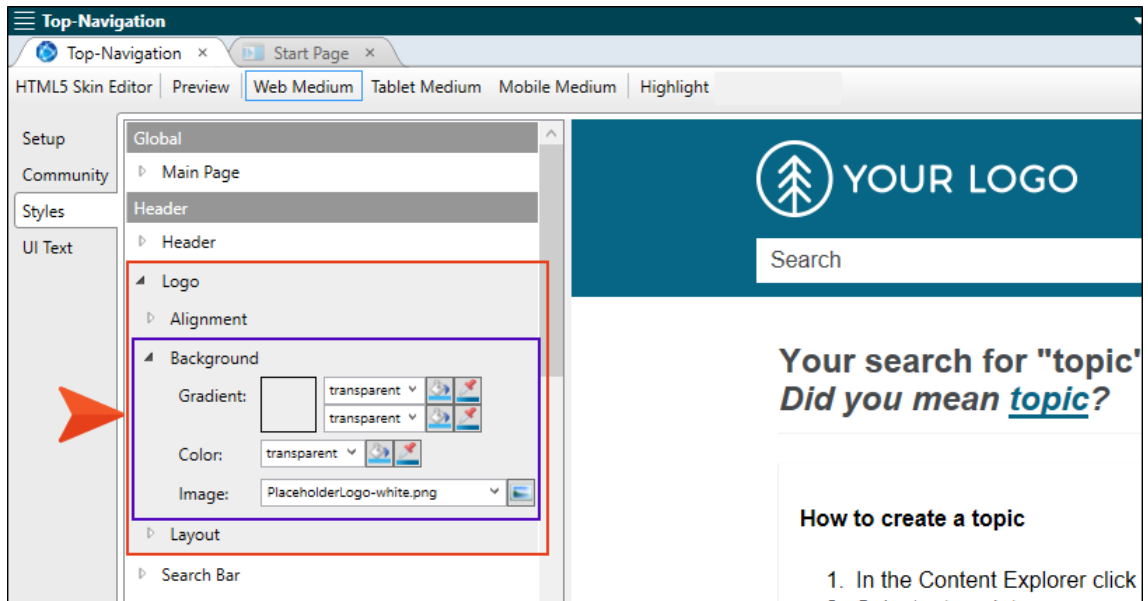 Top-Navigation
Top-Navigation × Start Page ×
HTML5 Skin Editor Preview Web Medium Tablet Medium Mobile Medium Highlight
Setup
Community
Styles
UI Text
Global
Main Page
Header
Header
Logo
Alignment
Background
Gradient: transparent
transparent
Color: transparent
Image: PlaceholderLogo-white.png
Layout
Search Bar
YOUR LOGO
Search
Your search for "topic"
Did you mean topic?
How to create a topic
1. In the Content Explorer click